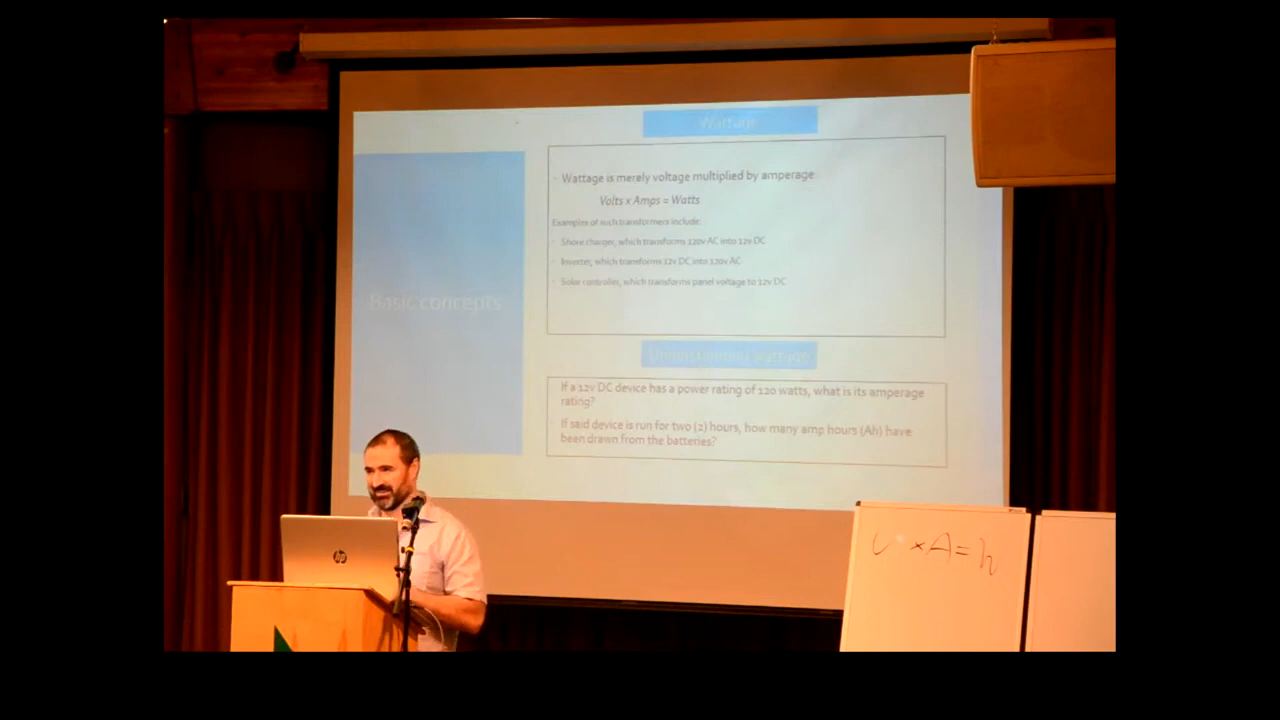 Wattage
Wattage is merely voltage multiplied by amperage
Volts x Amps = Watts
Examples of such transformers include:
Shore charger, which transforms 120v AC into 12v DC
Inverter, which transforms 12v DC into 120v AC
Solar controller, which transforms panel voltage to 12v DC
Basic concepts
Understanding wattage
If a 12v DC device has a power rating of 120 watts, what is its amperage
rating?
If said device is run for two (2) hours, how many amp hours (Ah) have
been drawn from the batteries?
hp